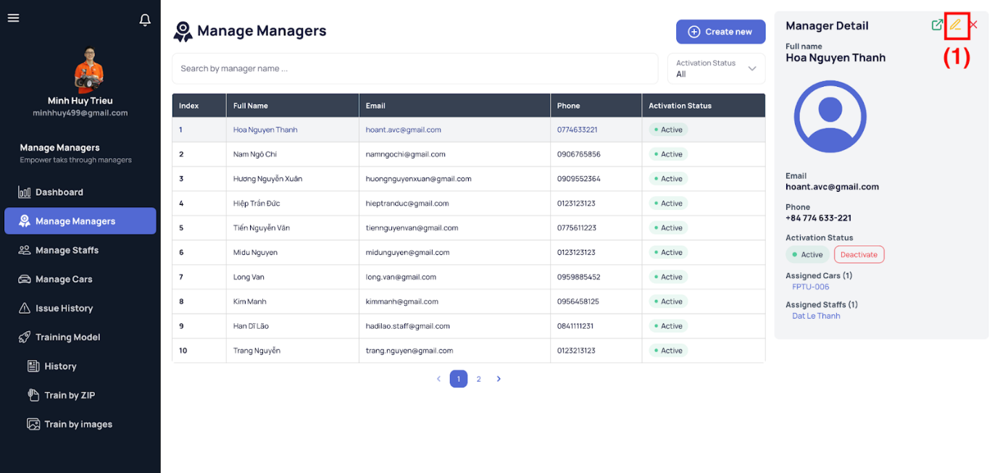 Minh Huy Trieu
minhhuy499@gmail.com
Manage Managers
Empower taks through managers
Dashboard
Manage Managers
Manage Staffs
Manage Cars
Issue History
Training Model
History
Train by ZIP
Train by images
Manage Managers
Create new
Search by manager name ...
Activation Status
All
Index Full Name Email Phone Activation Status
1 Hoa Nguyen Thanh hoant.avc@gmail.com 0774633221 Active
2 Nam Ngô Chí namngochi@gmail.com 0906765856 Active
3 Hương Nguyễn Xuân huongnguyenxuan@gmail.com 0909552364 Active
4 Hiệp Trần Đức hieptranduc@gmail.com 0123123123 Active
5 Tiến Nguyễn Văn tiennguyenvan@gmail.com 0775611223 Active
6 Midu Nguyen midunguyen@gmail.com 0123123123 Active
7 Long Van long.van@gmail.com 0959885452 Active
8 Kim Manh kimmanh@gmail.com 0956458125 Active
9 Han Dĩ Lão hadilao.staff@gmail.com 0841111231 Active
10 Trang Nguyễn trang.nguyen@gmail.com 0123213123 Active
1 2
Manager Detail
(1)
Full name
Hoa Nguyen Thanh
Email
hoant.avc@gmail.com
Phone
+84 774 633-221
Activation Status
Active Deactivate
Assigned Cars (1)
FPTU-006
Assigned Staffs (1)
Dat Le Thanh